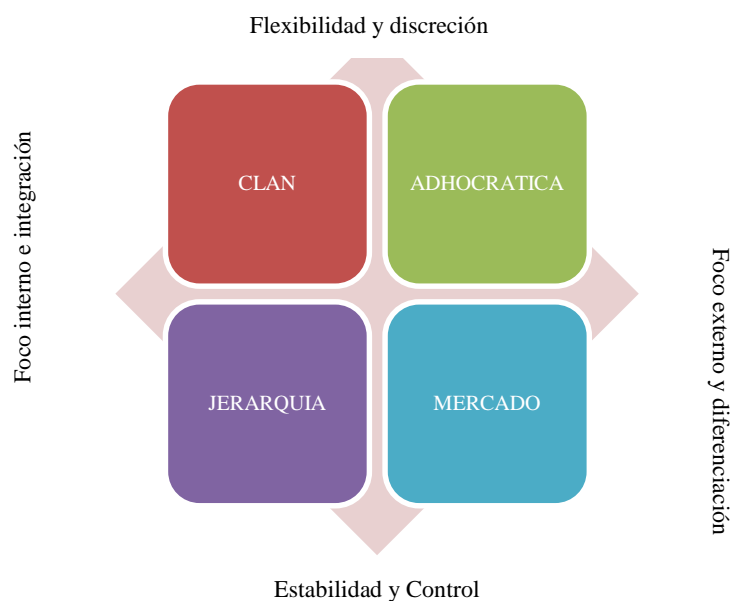 Flexibilidad y discreción
Foco interno e integración
CLAN
ADHOCRATICA
Foco externo y diferenciación
JERARQUIA
MERCADO
Estabilidad y Control